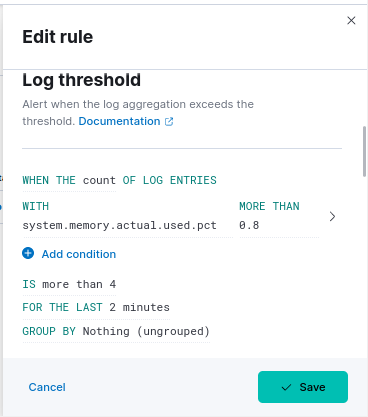 Edit rule
Log threshold
Alert when the log aggregation exceeds the
threshold. Documentation
WHEN THE count OF LOG ENTRIES
WITH MORE THAN
system.memory.actual.used.pct 0.8
Add condition
IS more than 4
FOR THE LAST 2 minutes
GROUP BY Nothing (ungrouped)
Cancel Save